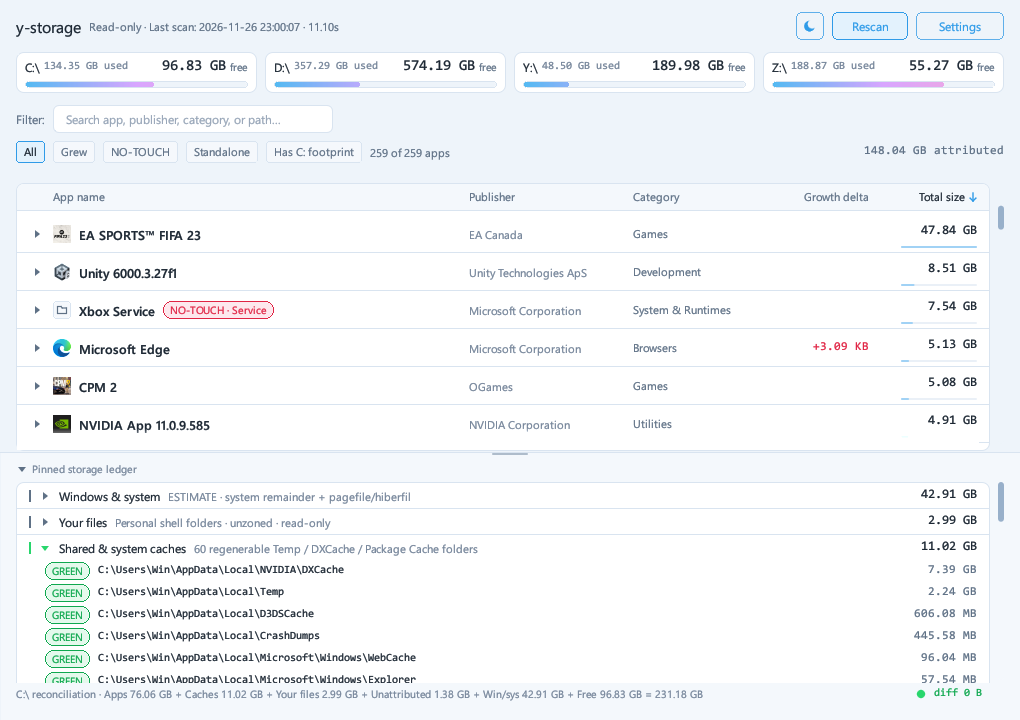 y-storage Read-only · Last scan: 2026-11-26 23:00:07 · 11.10s Rescan Settings
C:\ 134.35 GB used 96.83 GB free D:\ 357.29 GB used 574.19 GB free Y:\ 48.50 GB used 189.98 GB free Z:\ 188.87 GB used 55.27 GB free
Filter: Search app, publisher, category, or path...
All Grew NO-TOUCH Standalone Has C: footprint 259 of 259 apps 148.04 GB attributed
App name Publisher Category Growth delta Total size ↓
EA SPORTS™ FIFA 23 EA Canada Games 47.84 GB
Unity 6000.3.27f1 Unity Technologies ApS Development 8.51 GB
Xbox Service NO-TOUCH · Service Microsoft Corporation System & Runtimes 7.54 GB
Microsoft Edge Microsoft Corporation Browsers +3.09 KB 5.13 GB
CPM 2 OGames Games 5.08 GB
NVIDIA App 11.0.9.585 NVIDIA Corporation Utilities 4.91 GB
Pinned storage ledger
Windows & system ESTIMATE · system remainder + pagefile/hiberfil 42.91 GB
Your files Personal shell folders · unzoned · read-only 2.99 GB
Shared & system caches 60 regenerable Temp / DXCache / Package Cache folders 11.02 GB
GREEN C:\Users\Win\AppData\Local\NVIDIA\DXCache 7.39 GB
GREEN C:\Users\Win\AppData\Local\Temp 2.24 GB
GREEN C:\Users\Win\AppData\Local\D3DSCache 606.08 MB
GREEN C:\Users\Win\AppData\Local\CrashDumps 445.58 MB
GREEN C:\Users\Win\AppData\Local\Microsoft\Windows\WebCache 96.04 MB
GREEN C:\Users\Win\AppData\Local\Microsoft\Windows\Explorer 57.54 MB
C:\ reconciliation · Apps 76.06 GB + Caches 11.02 GB + Your files 2.99 GB + Unattributed 1.38 GB + Win/sys 42.91 GB + Free 96.83 GB = 231.18 GB diff 0 B